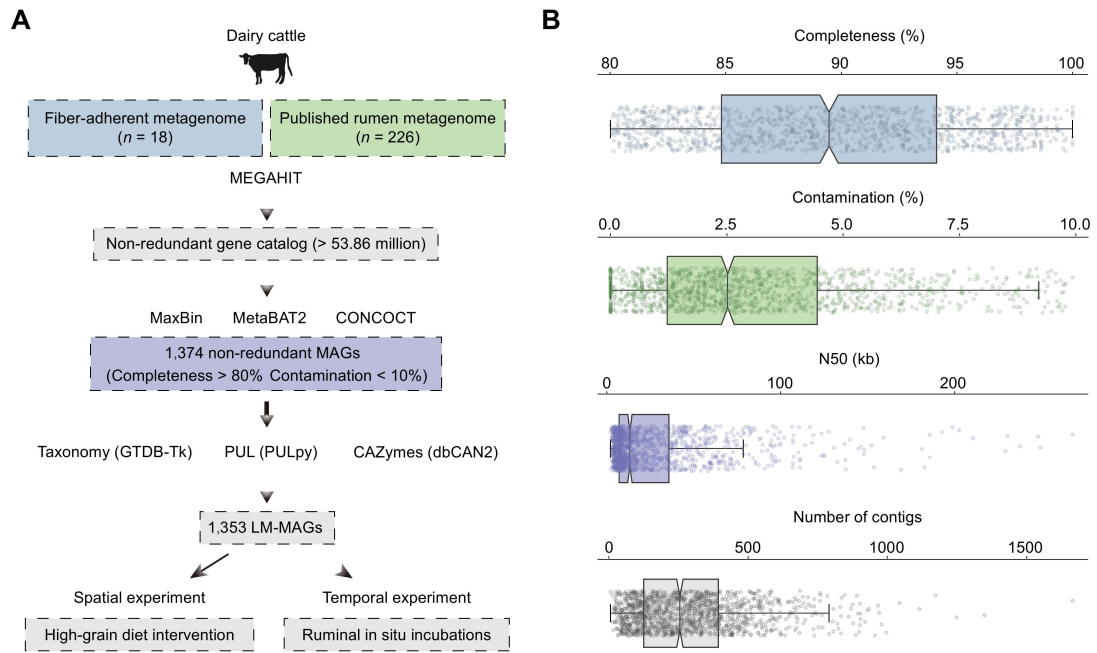 A
Dairy cattle
Fiber-adherent metagenome
(n = 18)
Published rumen metagenome
(n = 226)
MEGAHIT
Non-redundant gene catalog (> 53.86 million)
MaxBin MetaBAT2 CONCOCT
1,374 non-redundant MAGs
(Completeness > 80% Contamination < 10%)
Taxonomy (GTDB-Tk) PUL (PULpy) CAZymes (dbCAN2)
1,353 LM-MAGs
Spatial experiment
High-grain diet intervention
Temporal experiment
Ruminal in situ incubations
B
Completeness (%)
80 85 90 95 100
Contamination (%)
0.0 2.5 5.0 7.5 10.0
N50 (kb)
0 100 200
Number of contigs
0 500 1000 1500